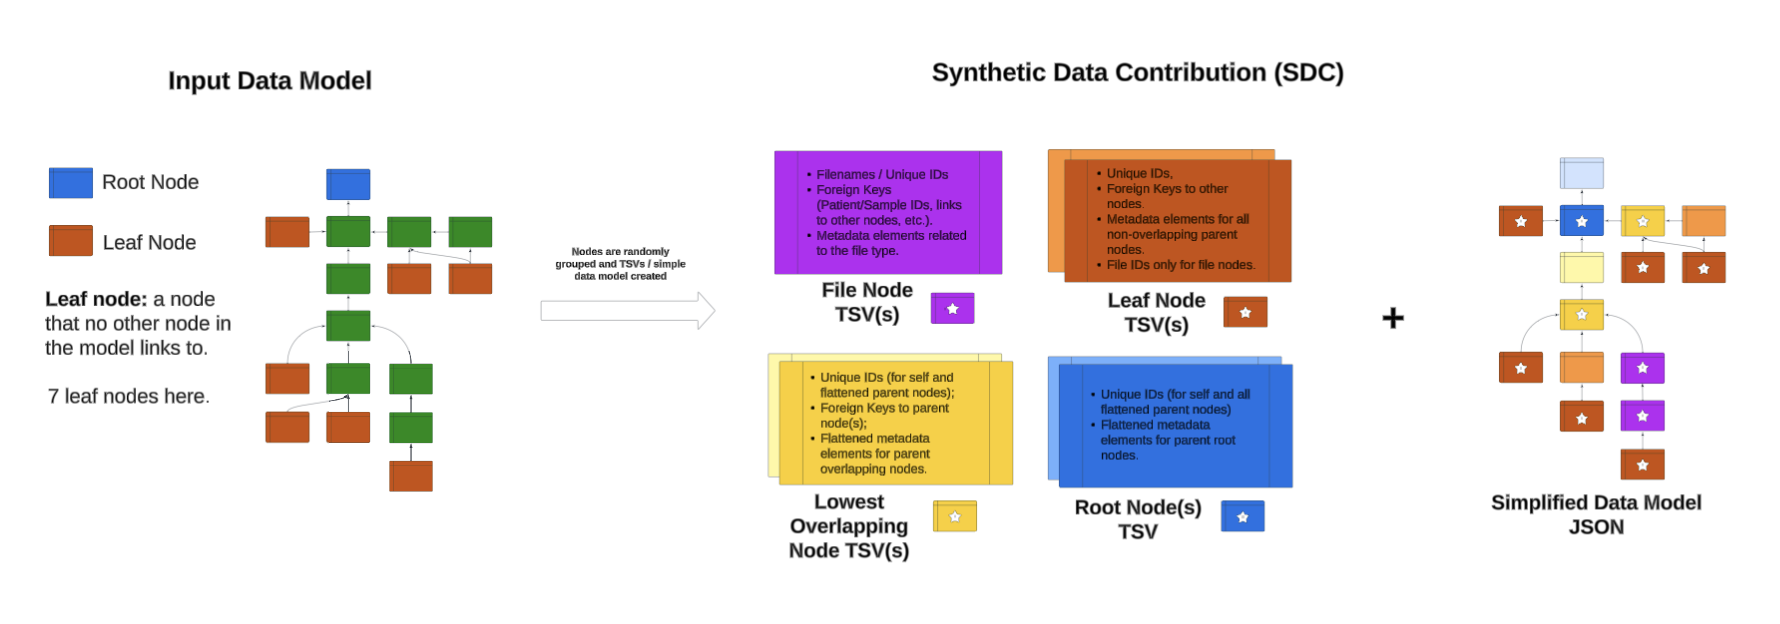 Input Data Model
Root Node
Leaf Node
Leaf node: a node
that no other node in
the model links to.
7 leaf nodes here.
Nodes are randomly
grouped and TSVs / simple
data model created
Synthetic Data Contribution (SDC)
• Filenames / Unique IDs
• Foreign Keys
(Patient/Sample IDs, links
to other nodes, etc.).
• Metadata elements related
to the file type.
File Node
TSV(s)
• Unique IDs,
• Foreign Keys to other
nodes.
• Metadata elements for all
non-overlapping parent
nodes.
• File IDs only for file nodes.
Leaf Node
TSV(s)
• Unique IDs (for self and
flattened parent nodes);
• Foreign Keys to parent
node(s);
• Flattened metadata
elements for parent
overlapping nodes.
Lowest
Overlapping
Node TSV(s)
• Unique IDs (for self and all
flattened parent nodes)
• Flattened metadata
elements for parent root
nodes.
Root Node(s)
TSV
+
Simplified Data Model
JSON